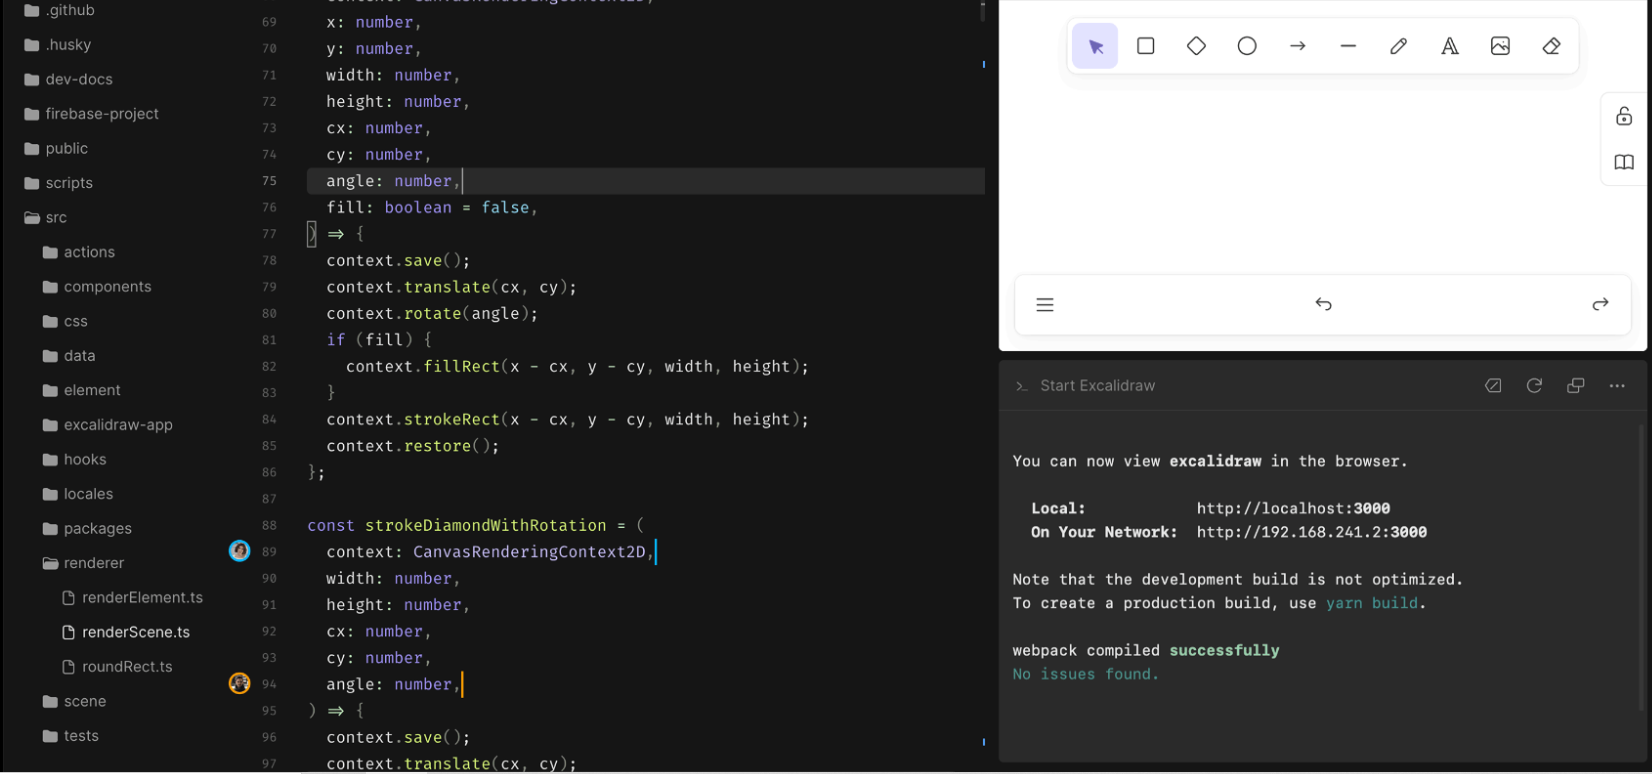 .github
.husky
dev-docs
firebase-project
public
scripts
src
actions
components
css
data
element
excalidraw-app
hooks
locales
packages
renderer
renderElement.ts
renderScene.ts
roundRect.ts
scene
tests
69 x: number,
70 y: number,
71 width: number,
72 height: number,
73 cx: number,
74 cy: number,
75 angle: number,
76 fill: boolean = false,
77 ) => {
78 context.save();
79 context.translate(cx, cy);
80 context.rotate(angle);
81 if (fill) {
82 context.fillRect(x - cx, y - cy, width, height);
83 }
84 context.strokeRect(x - cx, y - cy, width, height);
85 context.restore();
86 };
87
88 const strokeDiamondWithRotation = (
89 context: CanvasRenderingContext2D,
90 width: number,
91 height: number,
92 cx: number,
93 cy: number,
94 angle: number,
95 ) => {
96 context.save();
97 context.translate(cx, cy);
A
>_ Start Excalidraw
You can now view excalidraw in the browser.
Local: http://localhost:3000
On Your Network: http://192.168.241.2:3000
Note that the development build is not optimized.
To create a production build, use yarn build.
webpack compiled successfully
No issues found.